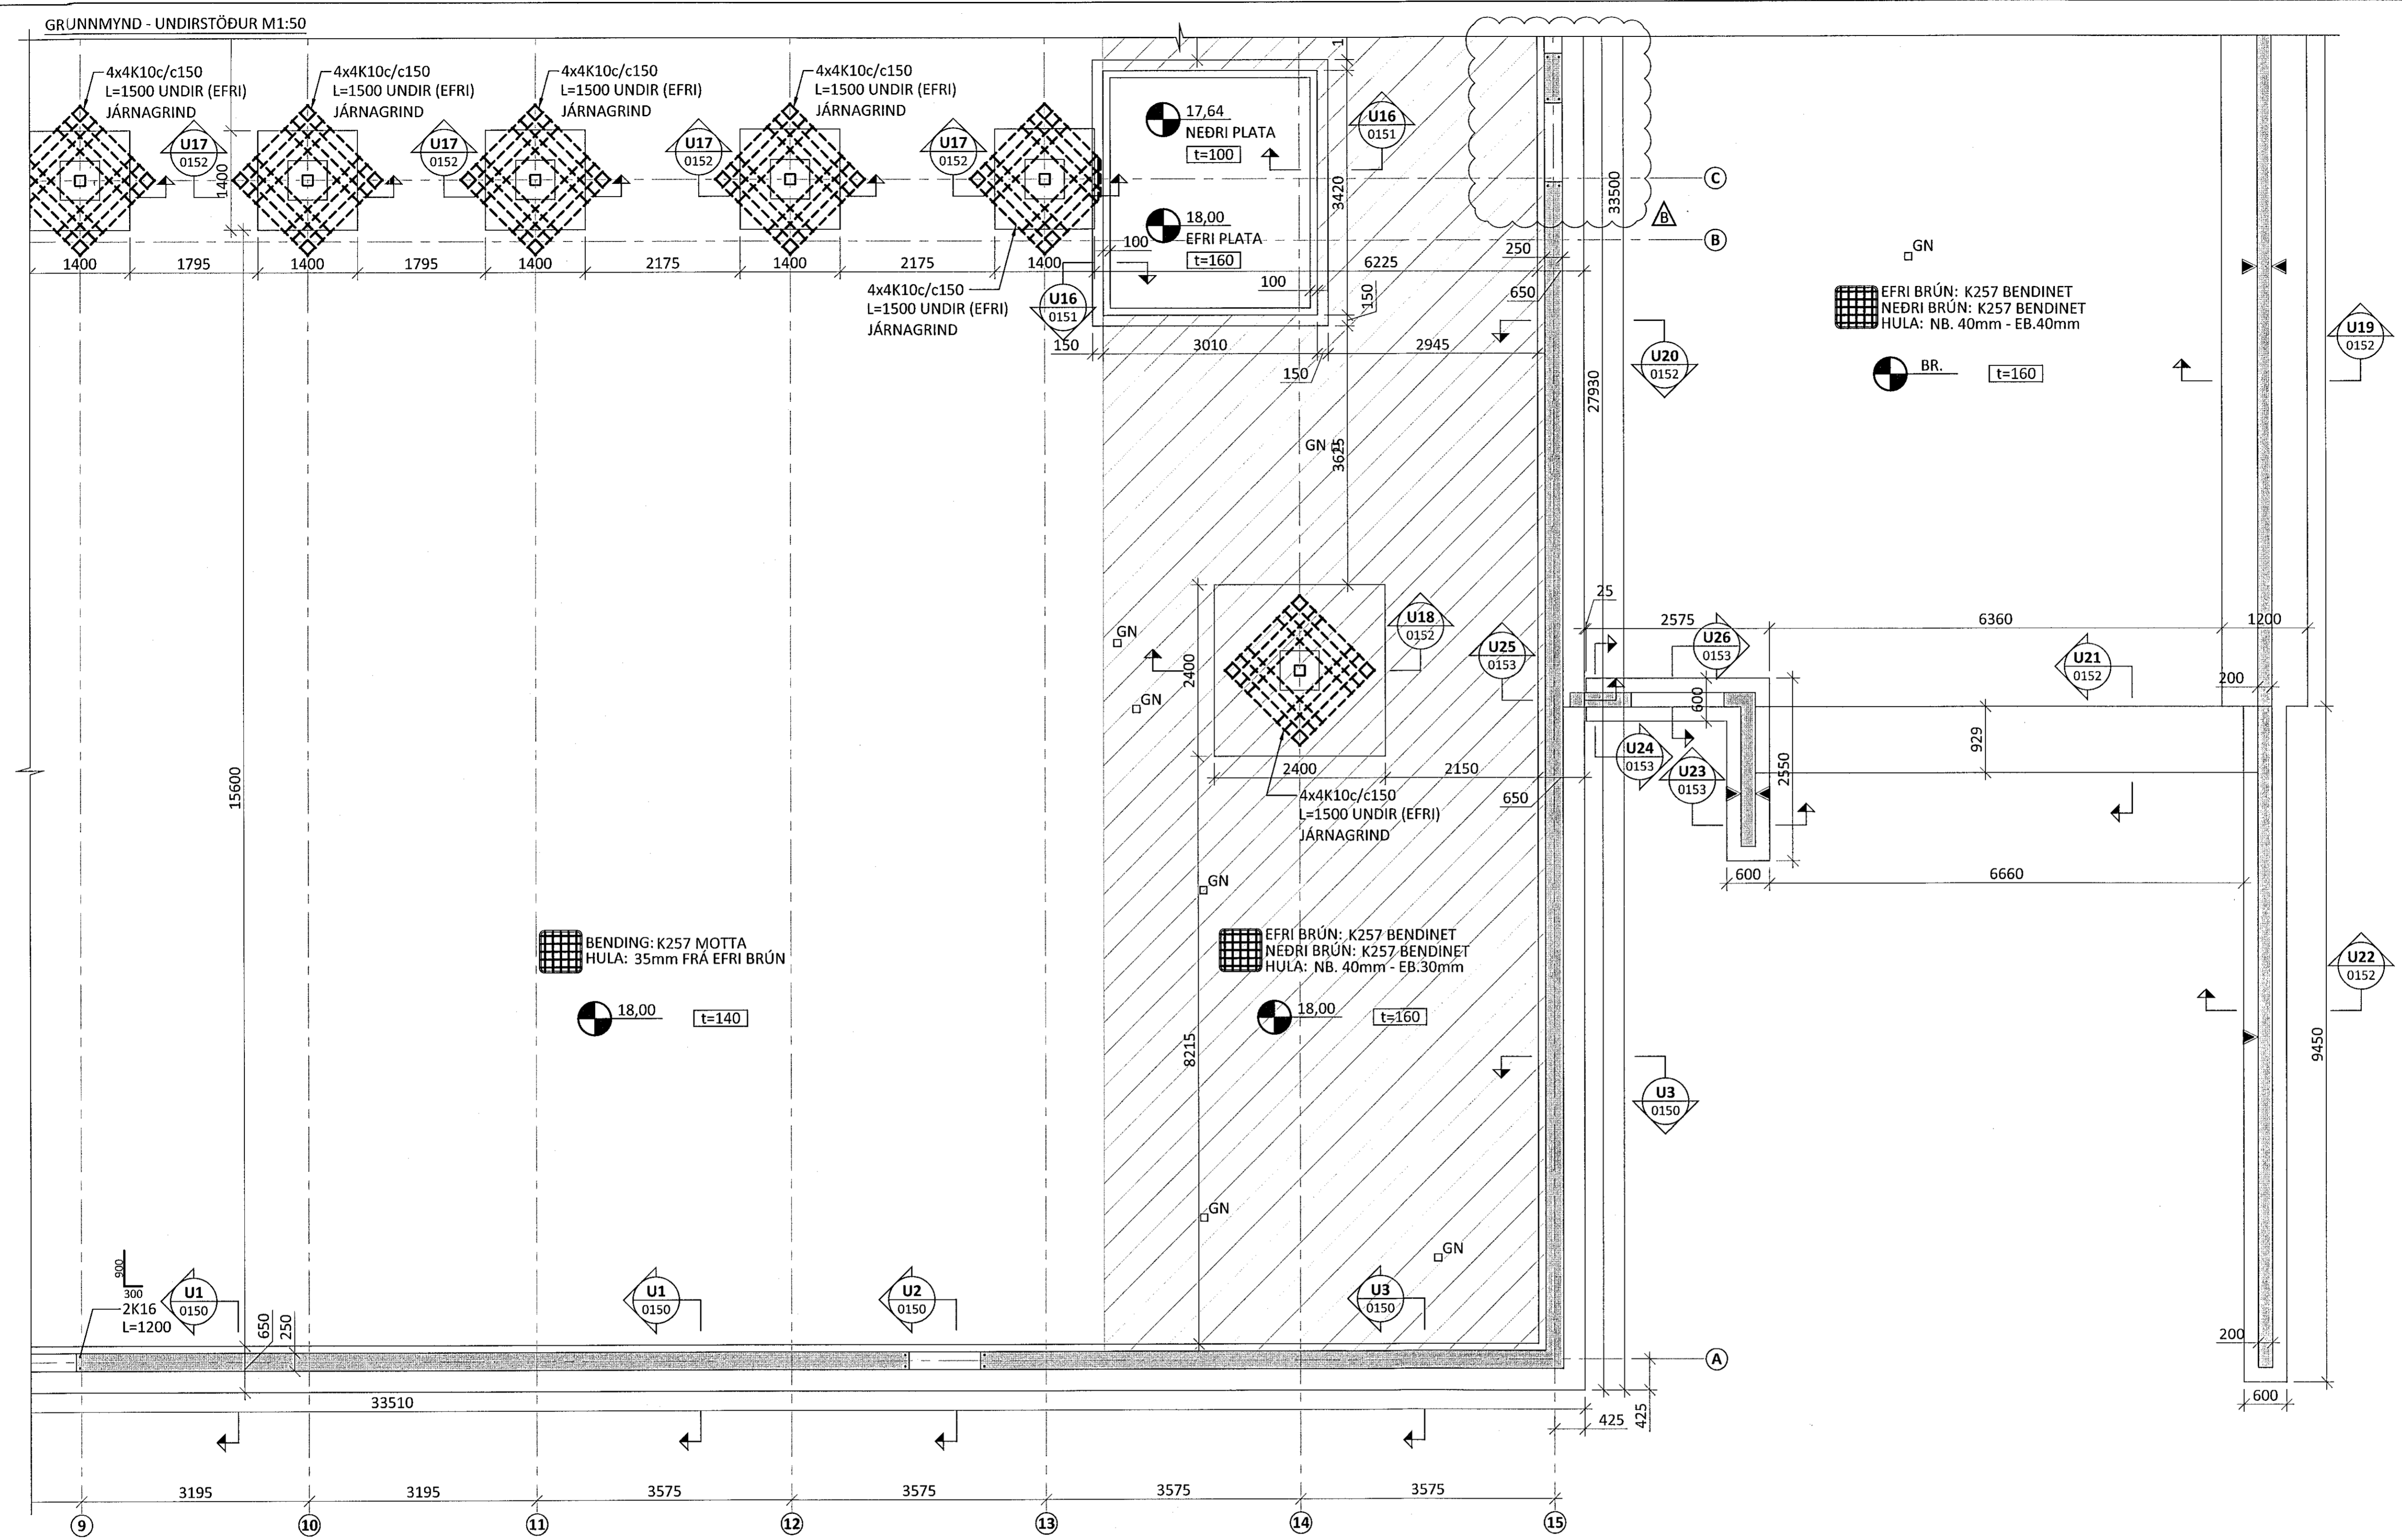 GRUNNMYND - UNDIRSTÖÐUR M1:50
4x4K10c/c150
L=1500 UNDIR (EFRI)
JÁRNAGRIND
4x4K10c/c150
L=1500 UNDIR (EFRI)
JÁRNAGRIND
4x4K10c/c150
L=1500 UNDIR (EFRI)
JÁRNAGRIND
4x4K10c/c150
L=1500 UNDIR (EFRI)
JÁRNAGRIND
U17
0152
U17
0152
U17
0152
U17
0152
1400
17,64
NEÐRI PLATA
t=100
18,00
EFRI PLATA
t=160
U16
0151
1
3420
33500
C
B
B
1400
1795
1400
1795
1400
2175
1400
2175
1400
100
6225
250
650
100
150
4x4K10c/c150
L=1500 UNDIR (EFRI)
JÁRNAGRIND
U16
0151
150
3010
150
2945
U20
0152
27930
GN
EFRI BRÚN: K257 BENDINET
NEÐRI BRÚN: K257 BENDINET
HULA: NB. 40mm - EB.40mm
BR.
t=160
U19
0152
GN
3625
25
2575
6360
1200
GN
GN
2400
U18
0152
U25
0153
U26
0153
U21
0152
200
600
929
2550
U24
0153
U23
0153
2400
2150
650
4x4K10c/c150
L=1500 UNDIR (EFRI)
JÁRNAGRIND
15600
GN
600
6660
BENDING: K257 MOTTA
HULA: 35mm FRÁ EFRI BRÚN
18,00
t=140
EFRI BRÚN: K257 BENDINET
NEÐRI BRÚN: K257 BENDINET
HULA: NB. 40mm - EB.30mm
18,00
t=160
U22
0152
9450
8215
U3
0150
GN
GN
900
300
2K16
L=1200
U1
0150
650
250
U1
0150
U2
0150
U3
0150
200
A
33510
425
425
600
3195
3195
3575
3575
3575
3575
9
10
11
12
13
14
15